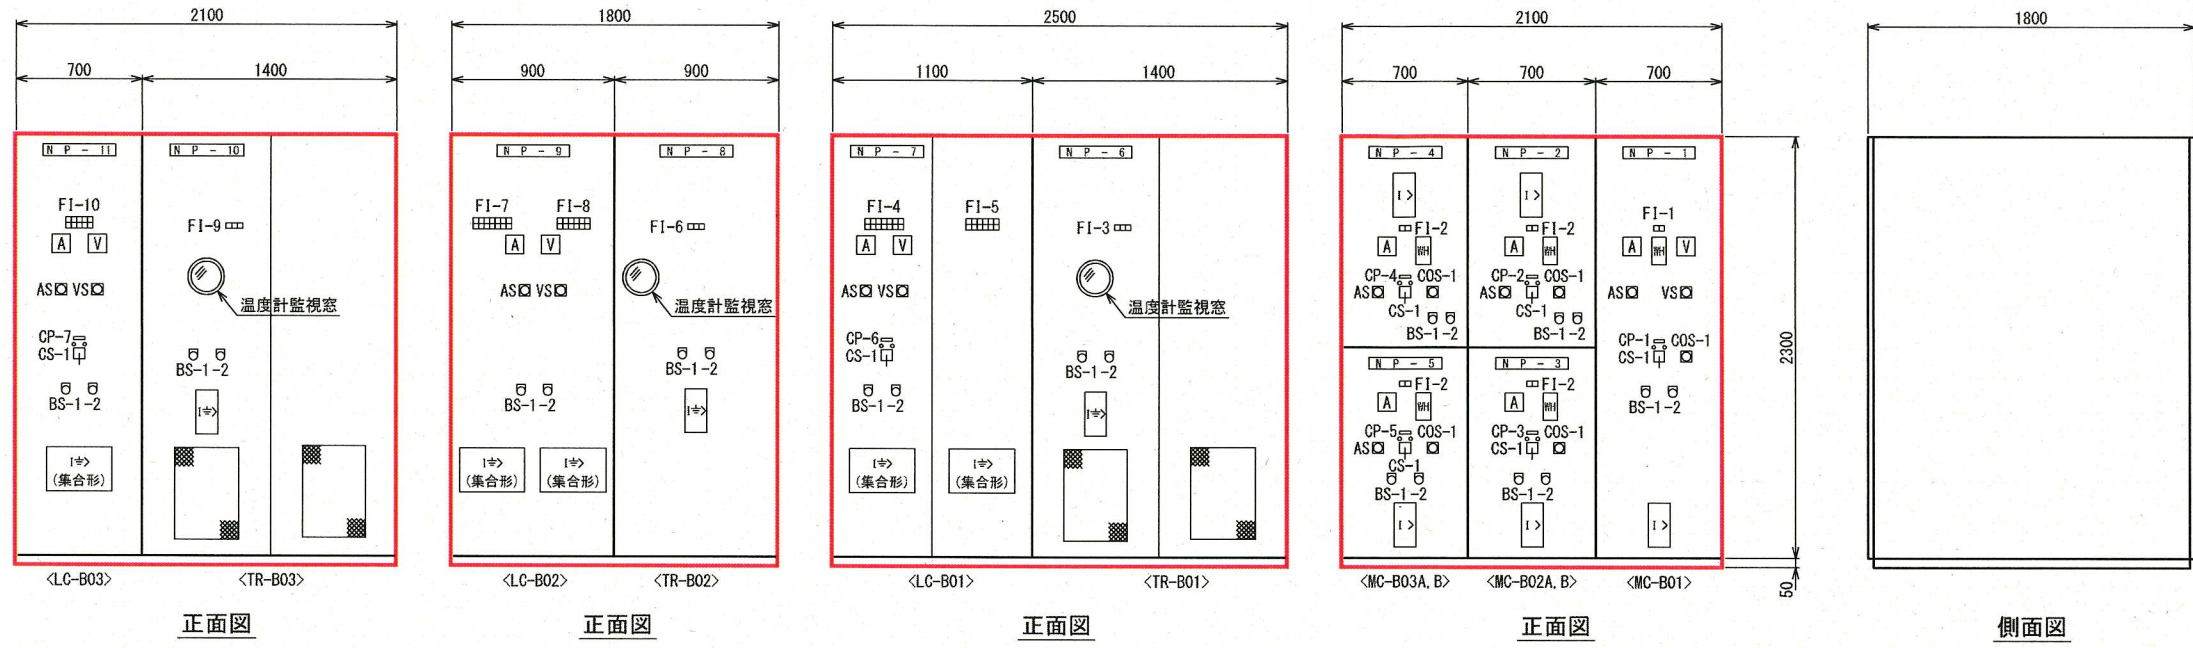 2100
700
1400
NP-11
NP-10
FI-10
A
V
FI-9
AS
VS
温度計監視窓
CP-7
CS-1
BS-1-2
BS-1-2
I⏚>
I⏚>
(集合形)
<LC-B03>
<TR-B03>
正面図
1800
900
900
NP-9
NP-8
FI-7
FI-8
A
V
FI-6
AS
VS
温度計監視窓
BS-1-2
BS-1-2
I⏚>
I⏚>
(集合形)
I⏚>
(集合形)
<LC-B02>
<TR-B02>
正面図
2500
1100
1400
NP-7
NP-6
FI-4
FI-5
A
V
FI-3
AS
VS
温度計監視窓
CP-6
CS-1
BS-1-2
BS-1-2
I⏚>
I⏚>
(集合形)
I⏚>
(集合形)
<LC-B01>
<TR-B01>
正面図
2100
700
700
700
NP-4
I>
FI-2
A
WH
CP-4
COS-1
AS
CS-1
BS-1-2
NP-5
FI-2
A
WH
CP-5
COS-1
AS
CS-1
BS-1-2
I>
NP-2
I>
FI-2
A
WH
CP-2
COS-1
AS
CS-1
BS-1-2
NP-3
FI-2
A
WH
CP-3
COS-1
CS-1
BS-1-2
I>
NP-1
FI-1
A
WH
V
AS
VS
CP-1
COS-1
CS-1
BS-1-2
I>
<MC-B03A,B>
<MC-B02A,B>
<MC-B01>
正面図
2300
50
1800
側面図